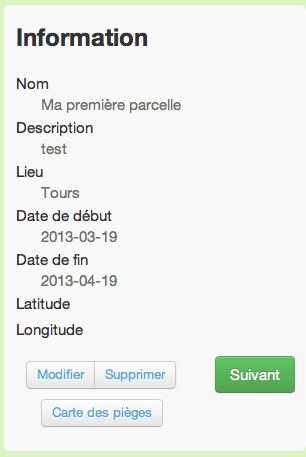 Information
Nom
Ma première parcelle
Description
test
Lieu
Tours
Date de début
2013-03-19
Date de fin
2013-04-19
Latitude
Longitude
Modifier Supprimer Suivant
Carte des pièges